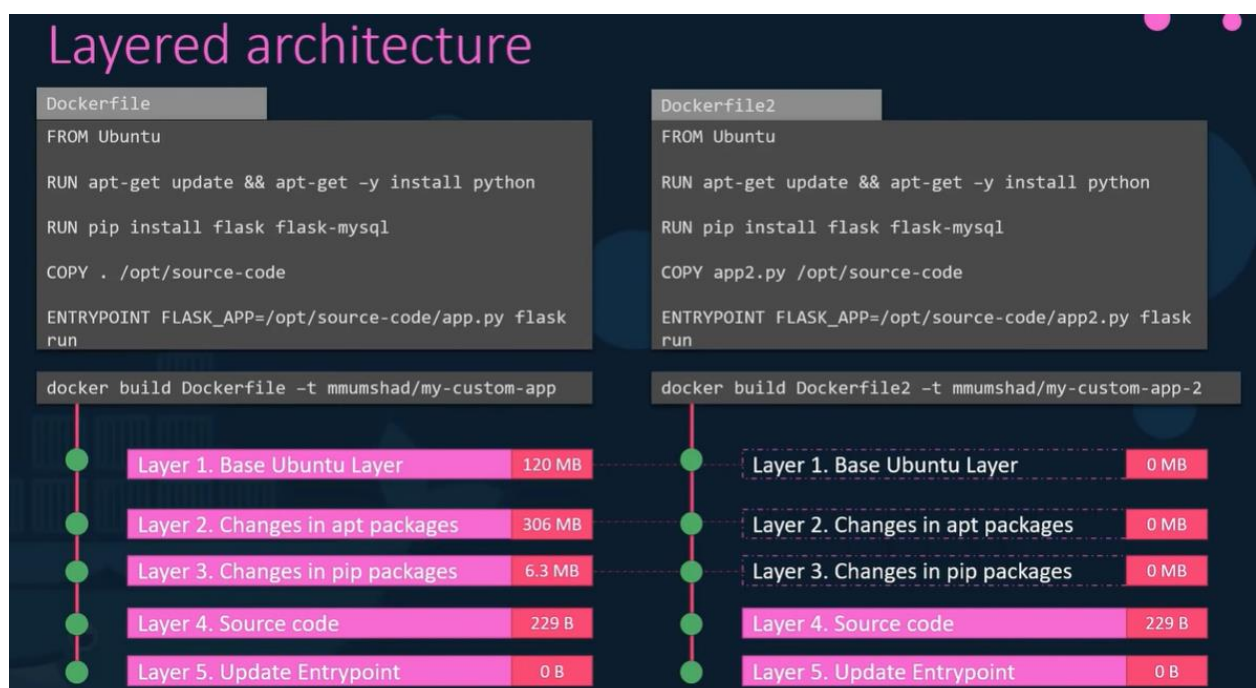 Layered architecture
Dockerfile
FROM Ubuntu
RUN apt-get update && apt-get –y install python
RUN pip install flask flask-mysql
COPY . /opt/source-code
ENTRYPOINT FLASK_APP=/opt/source-code/app.py flask
run
docker build Dockerfile –t mmumshad/my-custom-app
Layer 1. Base Ubuntu Layer 120 MB
Layer 2. Changes in apt packages 306 MB
Layer 3. Changes in pip packages 6.3 MB
Layer 4. Source code 229 B
Layer 5. Update Entrypoint 0 B
Dockerfile2
FROM Ubuntu
RUN apt-get update && apt-get –y install python
RUN pip install flask flask-mysql
COPY app2.py /opt/source-code
ENTRYPOINT FLASK_APP=/opt/source-code/app2.py flask
run
docker build Dockerfile2 –t mmumshad/my-custom-app-2
Layer 1. Base Ubuntu Layer 0 MB
Layer 2. Changes in apt packages 0 MB
Layer 3. Changes in pip packages 0 MB
Layer 4. Source code 229 B
Layer 5. Update Entrypoint 0 B